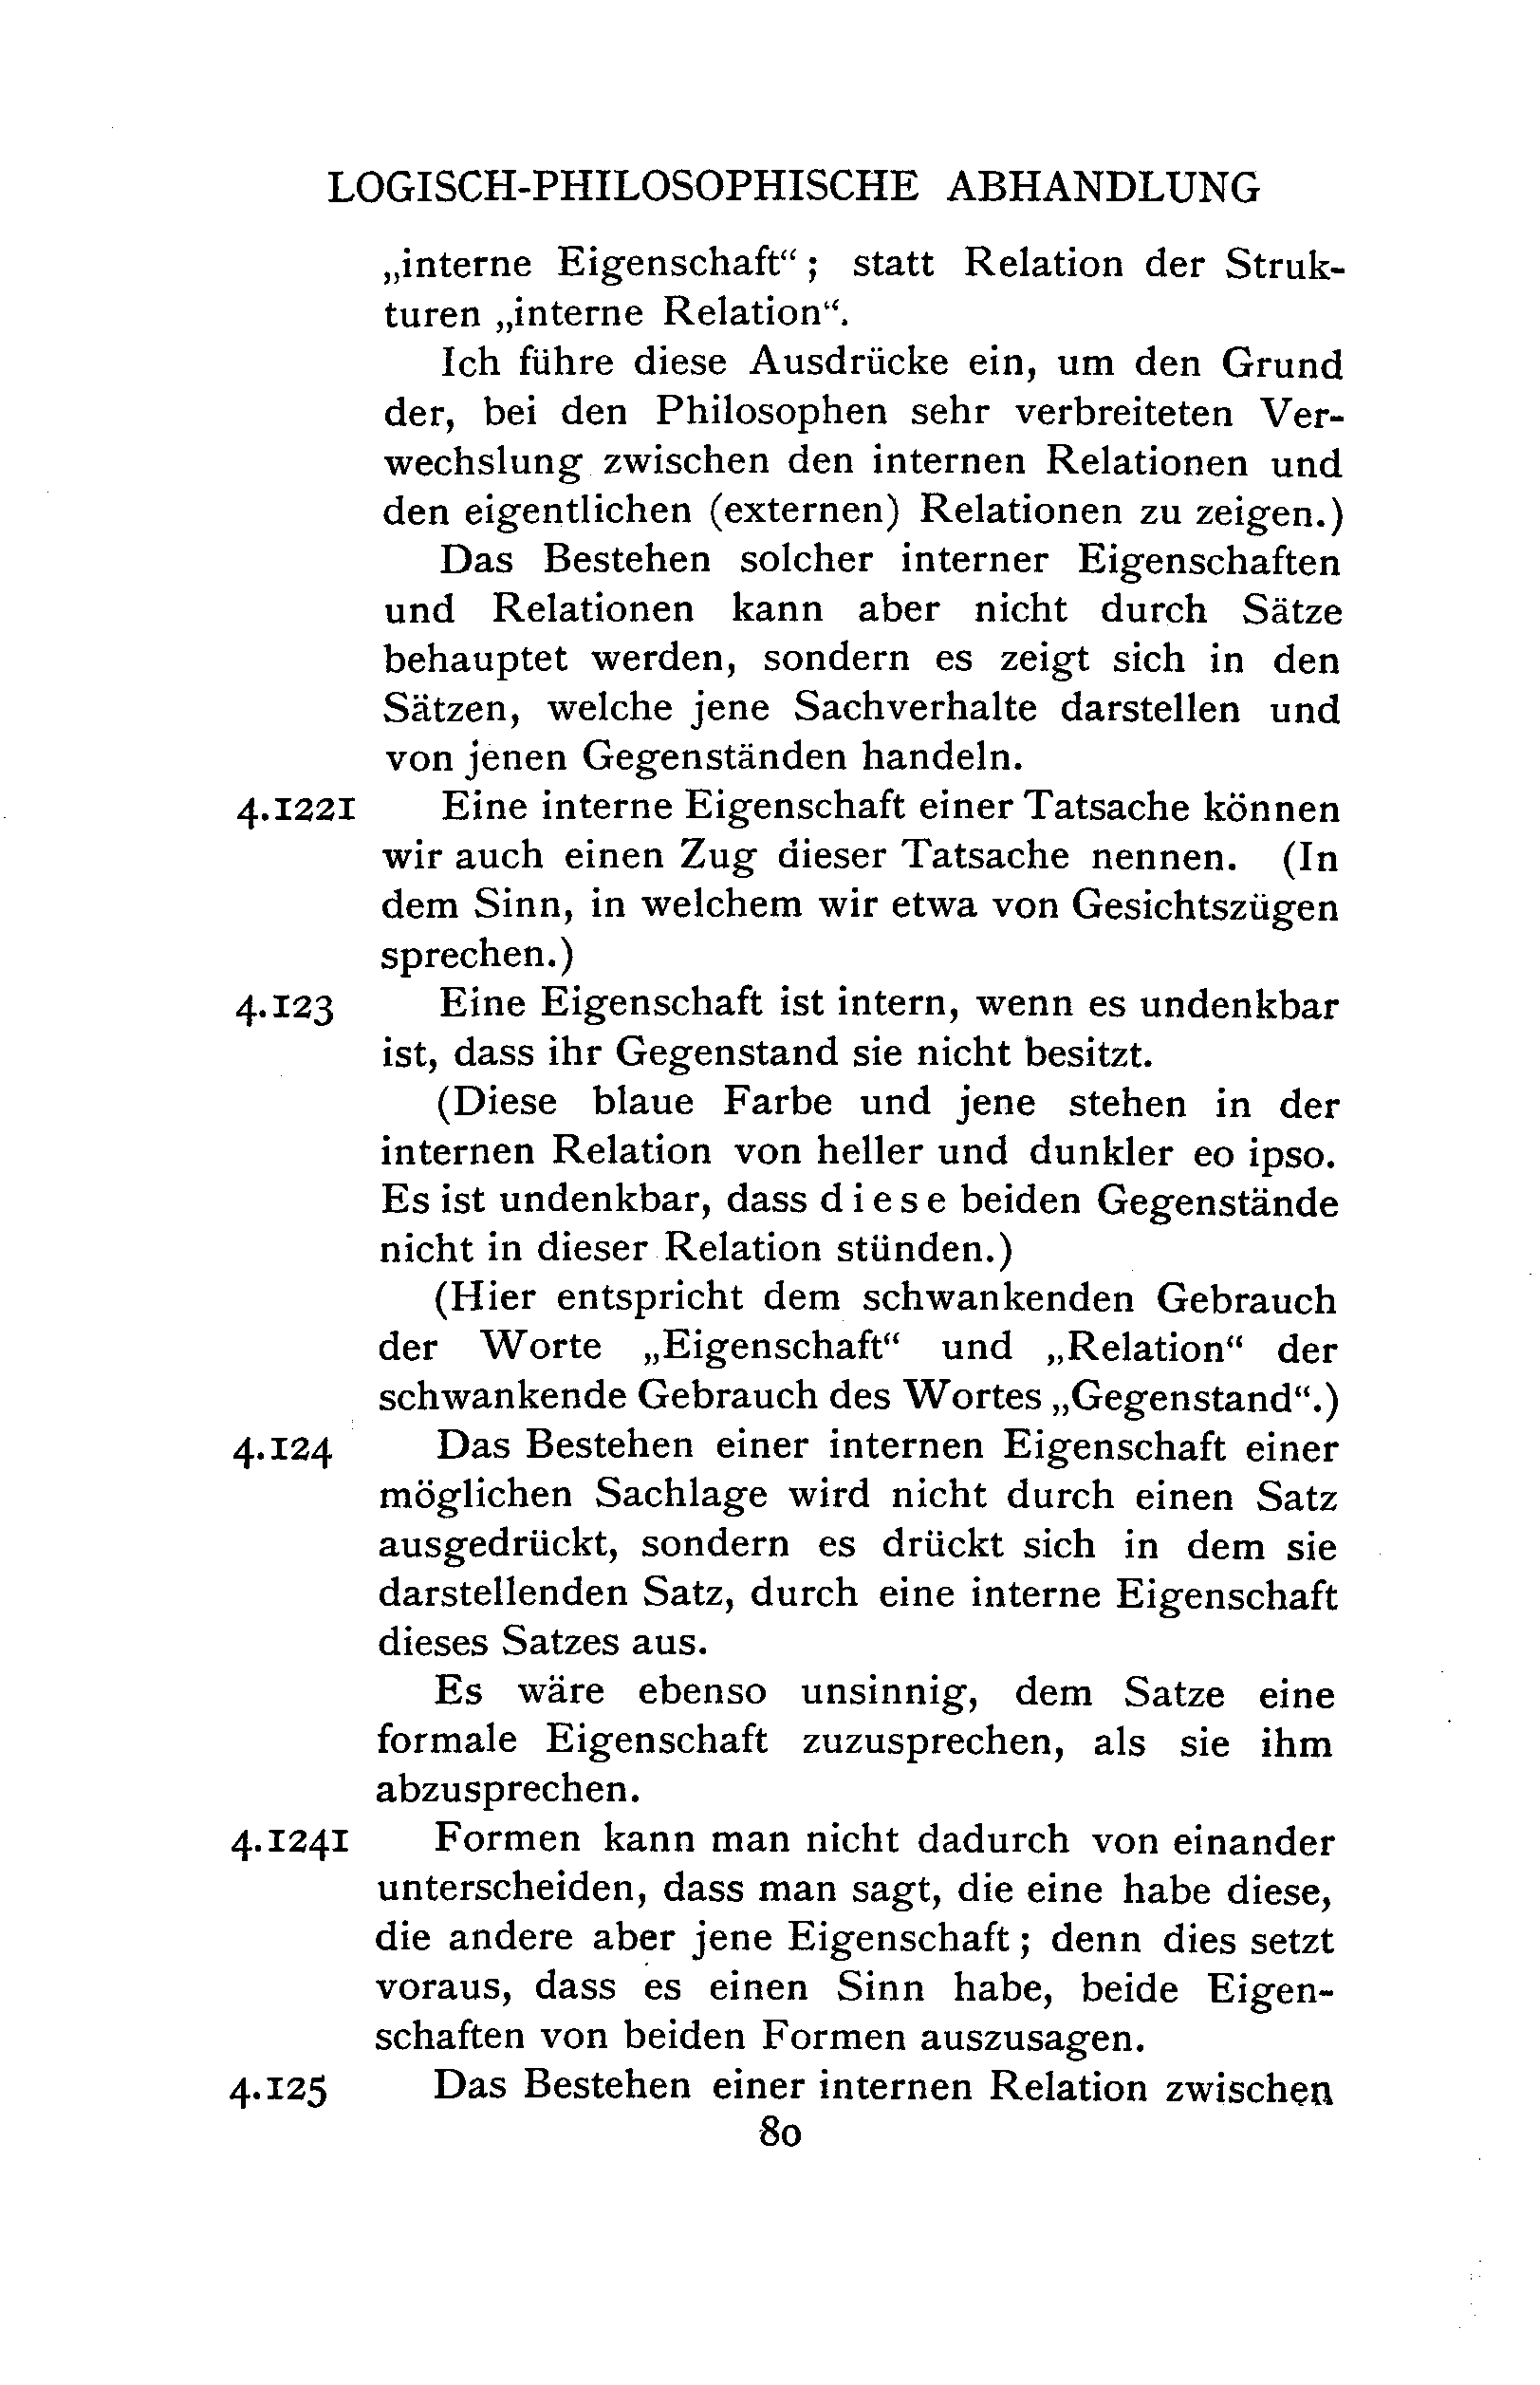 LOGISCH-PHILOSOPHISCHE ABHANDLUNG
„interne Eigenschaft“; statt Relation der Struk-
turen „interne Relation“.
Ich führe diese Ausdrücke ein, um den Grund
der, bei den Philosophen sehr verbreiteten Ver-
wechslung zwischen den internen Relationen und
den eigentlichen (externen) Relationen zu zeigen.)
Das Bestehen solcher interner Eigenschaften
und Relationen kann aber nicht durch Sätze
behauptet werden, sondern es zeigt sich in den
Sätzen, welche jene Sachverhalte darstellen und
von jenen Gegenständen handeln.
4.1221 Eine interne Eigenschaft einer Tatsache können
wir auch einen Zug dieser Tatsache nennen. (In
dem Sinn, in welchem wir etwa von Gesichtszügen
sprechen.)
4.123 Eine Eigenschaft ist intern, wenn es undenkbar
ist, dass ihr Gegenstand sie nicht besitzt.
(Diese blaue Farbe und jene stehen in der
internen Relation von heller und dunkler eo ipso.
Es ist undenkbar, dass d i e s e beiden Gegenstände
nicht in dieser Relation stünden.)
(Hier entspricht dem schwankenden Gebrauch
der Worte „Eigenschaft“ und „Relation“ der
schwankende Gebrauch des Wortes „Gegenstand“.)
4.124 Das Bestehen einer internen Eigenschaft einer
möglichen Sachlage wird nicht durch einen Satz
ausgedrückt, sondern es drückt sich in dem sie
darstellenden Satz, durch eine interne Eigenschaft
dieses Satzes aus.
Es wäre ebenso unsinnig, dem Satze eine
formale Eigenschaft zuzusprechen, als sie ihm
abzusprechen.
4.1241 Formen kann man nicht dadurch von einander
unterscheiden, dass man sagt, die eine habe diese,
die andere aber jene Eigenschaft; denn dies setzt
voraus, dass es einen Sinn habe, beide Eigen-
schaften von beiden Formen auszusagen.
4.125 Das Bestehen einer internen Relation zwischen
80